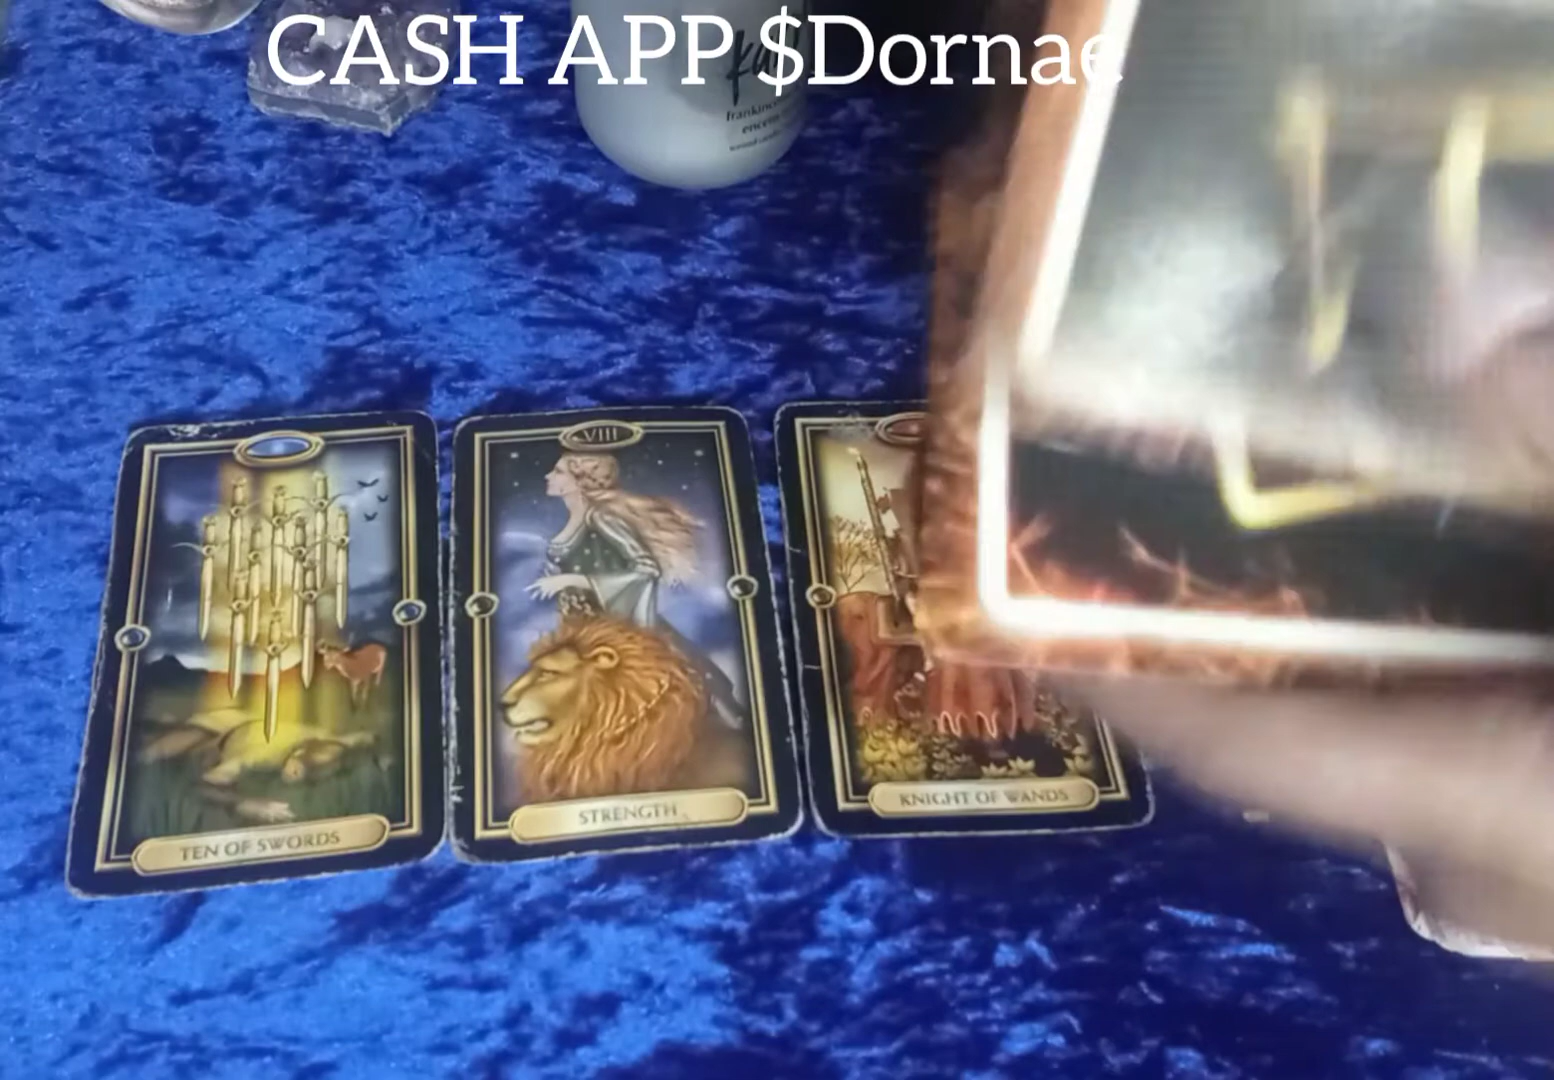 CASH APP $Dornae
VIII
TEN OF SWORDS
STRENGTH
KNIGHT OF WANDS